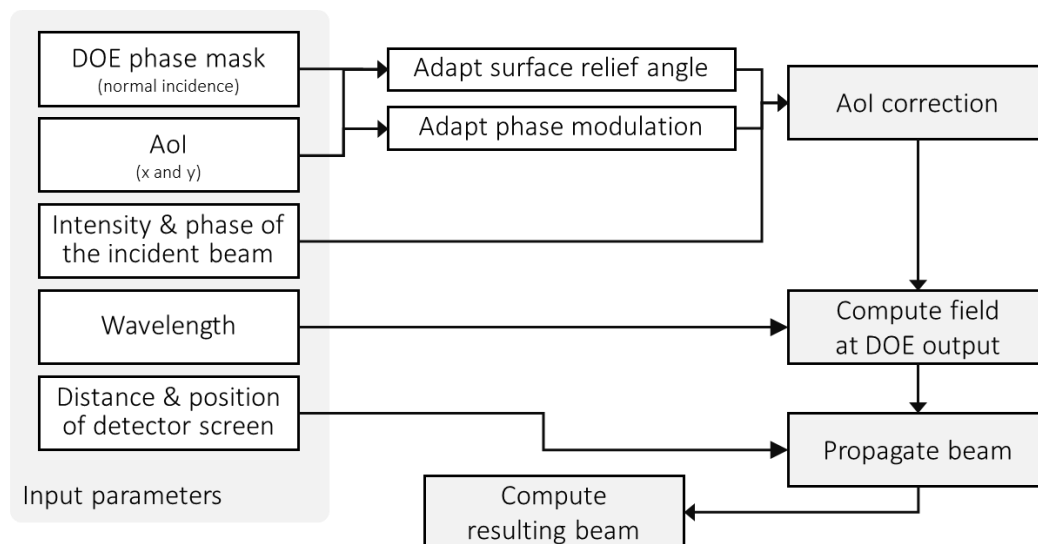 DOE phase mask
(normal incidence)
AoI
(x and y)
Intensity & phase of
the incident beam
Wavelength
Distance & position
of detector screen
Input parameters
Adapt surface relief angle
Adapt phase modulation
AoI correction
Compute field
at DOE output
Propagate beam
Compute
resulting beam